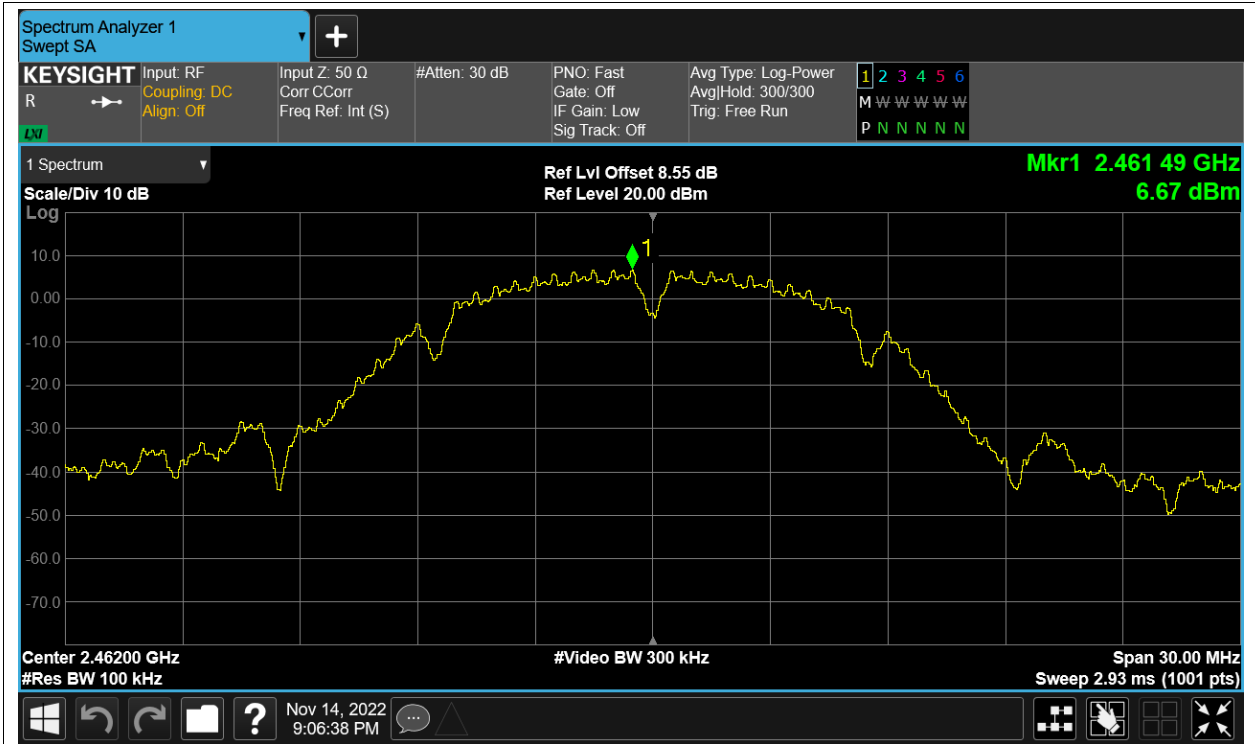 Spectrum Analyzer 1
Swept SA
KEYSIGHT
R
LXI
Input: RF
Coupling: DC
Align: Off
Input Z: 50 Ω
Corr CCorr
Freq Ref: Int (S)
#Atten: 30 dB
PNO: Fast
Gate: Off
IF Gain: Low
Sig Track: Off
Avg Type: Log-Power
Avg|Hold: 300/300
Trig: Free Run
1 2 3 4 5 6
M W W W W W
P N N N N N
1 Spectrum
Scale/Div 10 dB
Log
Ref Lvl Offset 8.55 dB
Ref Level 20.00 dBm
Mkr1 2.461 49 GHz
6.67 dBm
1
10.0
0.00
-10.0
-20.0
-30.0
-40.0
-50.0
-60.0
-70.0
Center 2.46200 GHz
#Res BW 100 kHz
#Video BW 300 kHz
Span 30.00 MHz
Sweep 2.93 ms (1001 pts)
?
Nov 14, 2022
9:06:38 PM